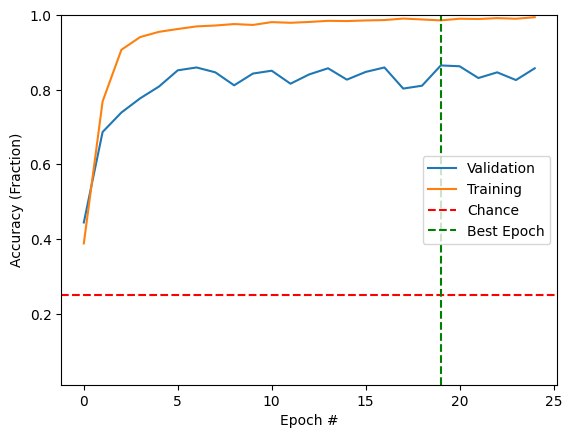 1.0
0.8
0.6
0.4
0.2
Accuracy (Fraction)
Validation
Training
Chance
Best Epoch
0 5 10 15 20 25
Epoch #